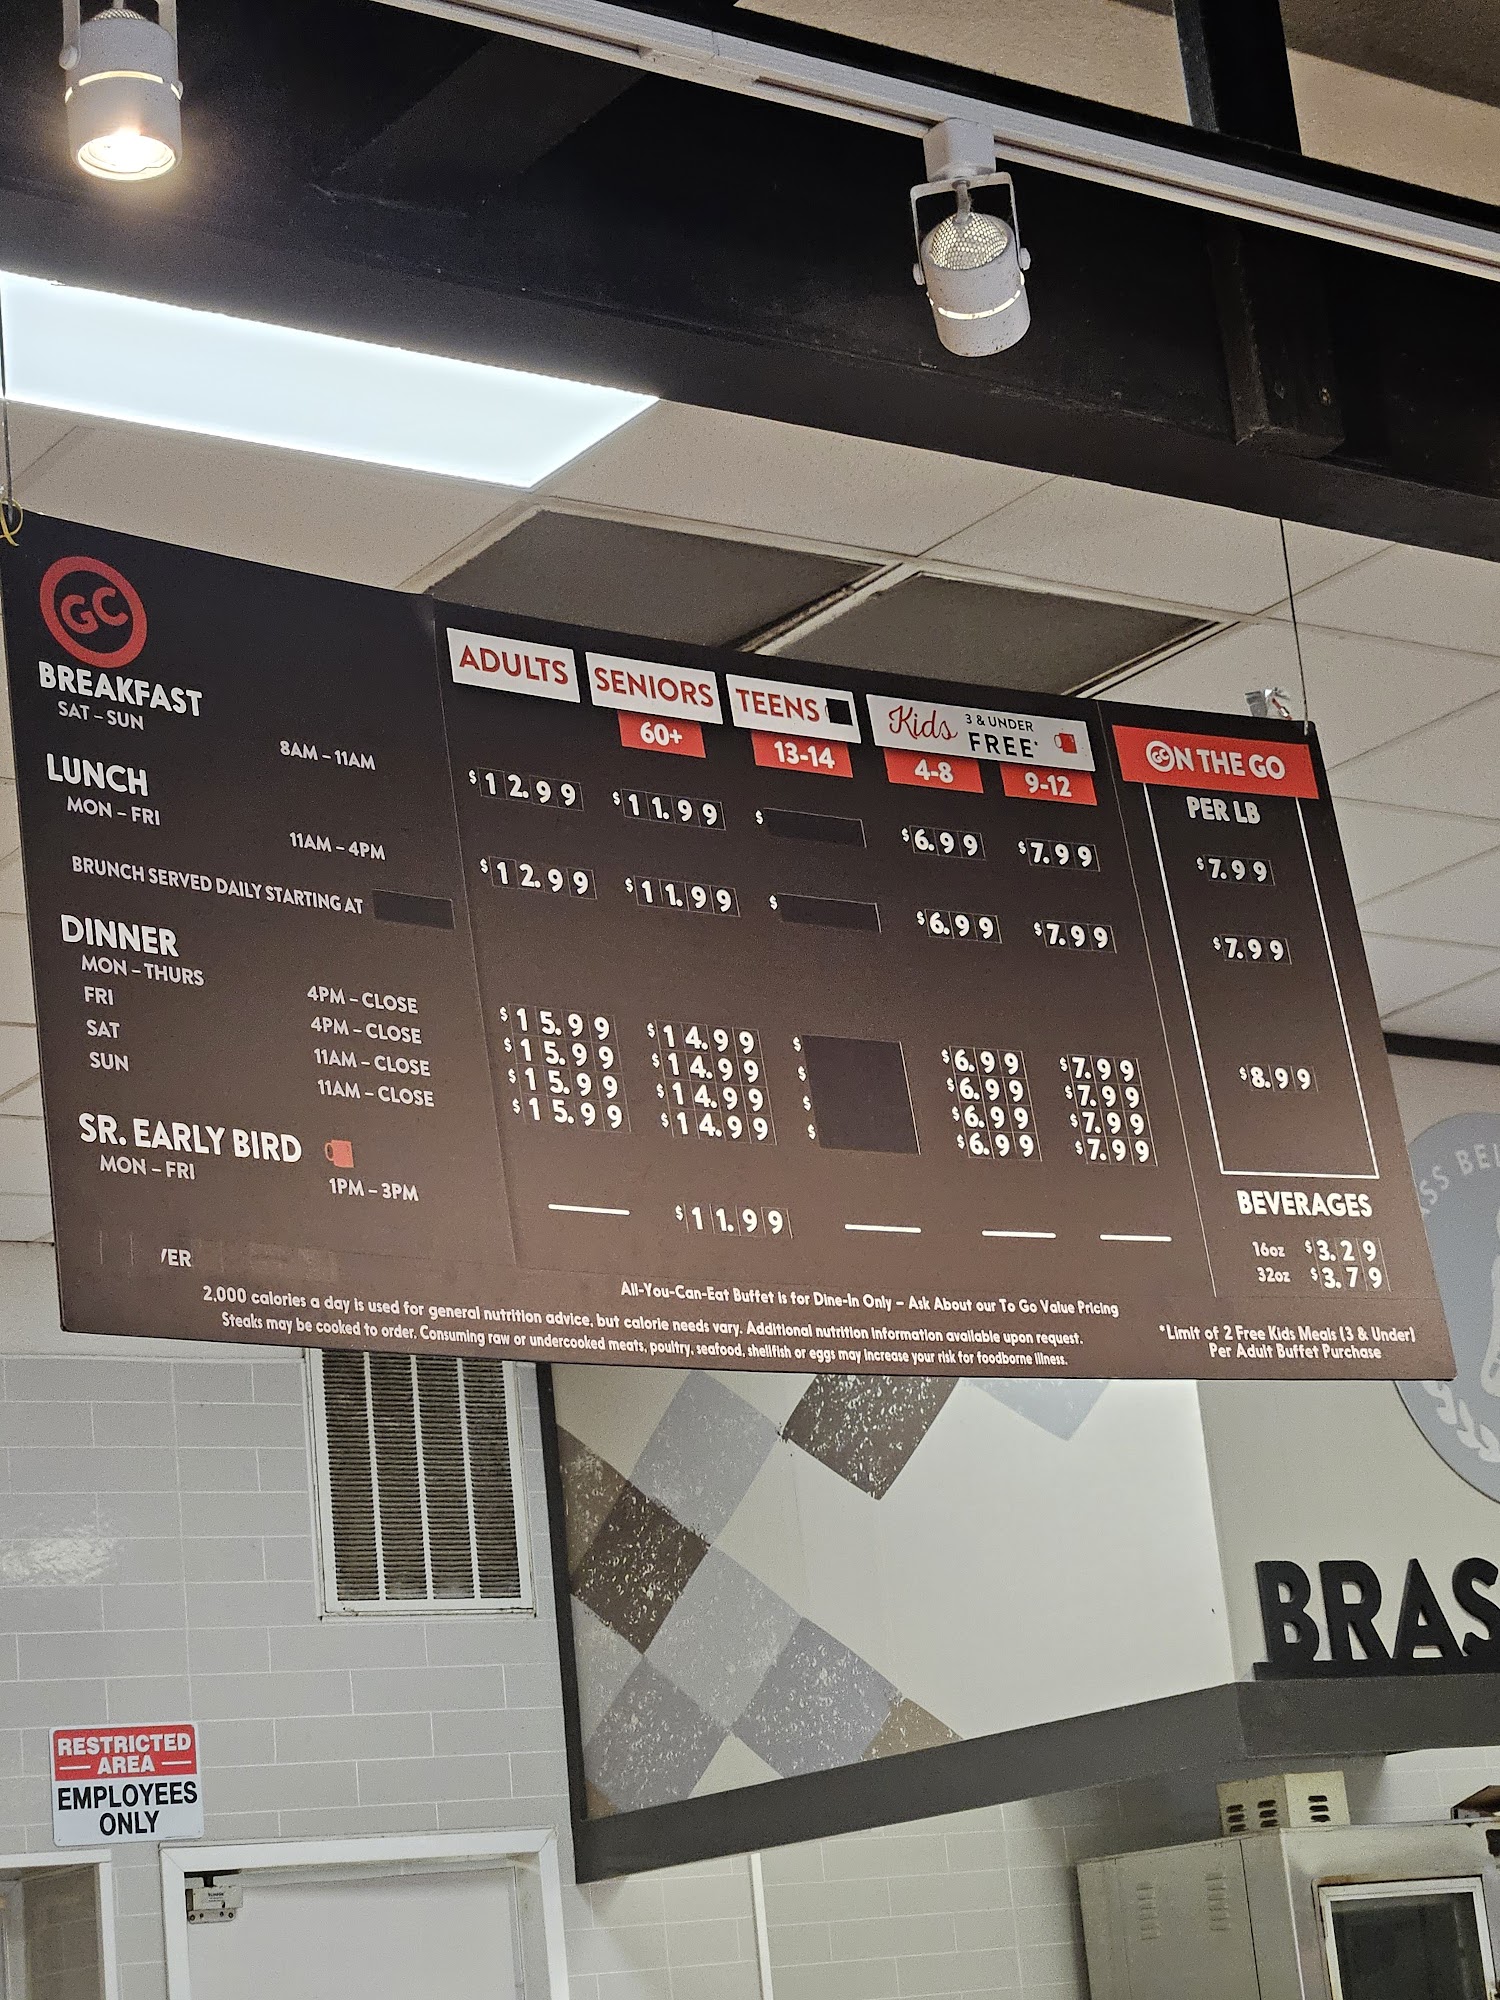 GC
ADULTS SENIORS TEENS Kids 3 & UNDER FREE*
60+ 13-14 4-8 9-12
GC ON THE GO
PER LB
BREAKFAST
SAT – SUN
8AM – 11AM $12.99 $11.99 $ $6.99 $7.99 $7.99
LUNCH
MON – FRI
11AM – 4PM $12.99 $11.99 $ $6.99 $7.99 $7.99
BRUNCH SERVED DAILY STARTING AT
DINNER
MON – THURS 4PM – CLOSE $15.99 $14.99 $ $6.99 $7.99
FRI 4PM – CLOSE $15.99 $14.99 $ $6.99 $7.99 $8.99
SAT 11AM – CLOSE $15.99 $14.99 $ $6.99 $7.99
SUN 11AM – CLOSE $15.99 $14.99 $ $6.99 $7.99
SR. EARLY BIRD
MON – FRI
1PM – 3PM $11.99
BEVERAGES
16oz $3.29
32oz $3.79
ER
All-You-Can-Eat Buffet is for Dine-In Only – Ask About our To Go Value Pricing
2,000 calories a day is used for general nutrition advice, but calorie needs vary. Additional nutrition information available upon request.
Steaks may be cooked to order. Consuming raw or undercooked meats, poultry, seafood, shellfish or eggs may increase your risk for foodborne illness.
*Limit of 2 Free Kids Meals (3 & Under)
Per Adult Buffet Purchase
BRAS
RESTRICTED
AREA
EMPLOYEES
ONLY